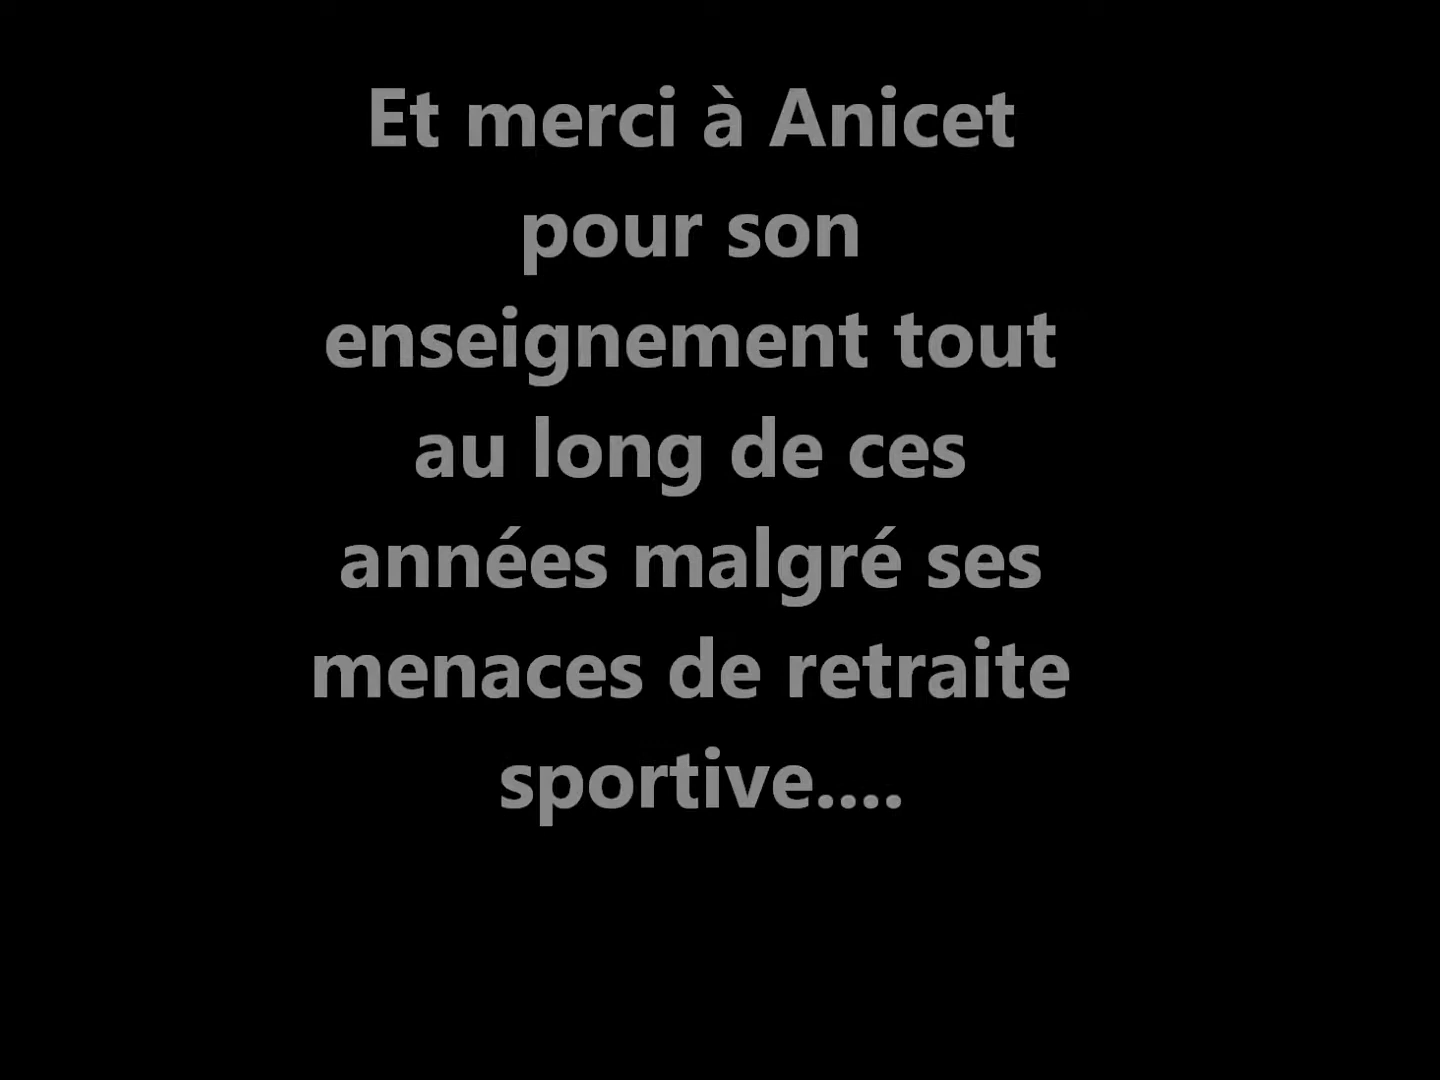 Et merci à Anicet
pour son
enseignement tout
au long de ces
années malgré ses
menaces de retraite
sportive....